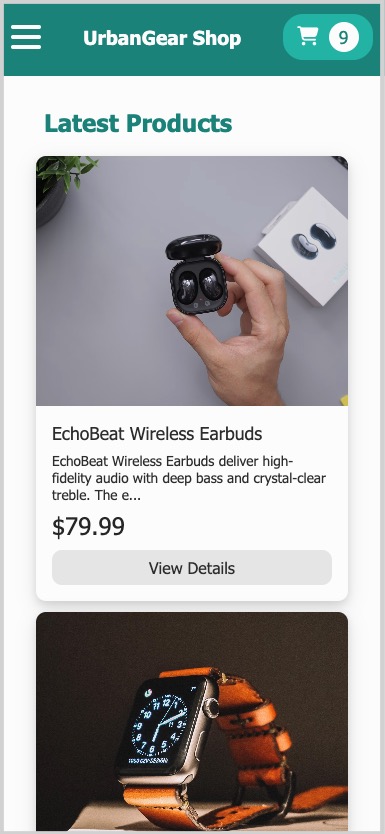 UrbanGear Shop
9
Latest Products
EchoBeat Wireless Earbuds
EchoBeat Wireless Earbuds deliver high-
fidelity audio with deep bass and crystal-clear
treble. The e...
$79.99
View Details